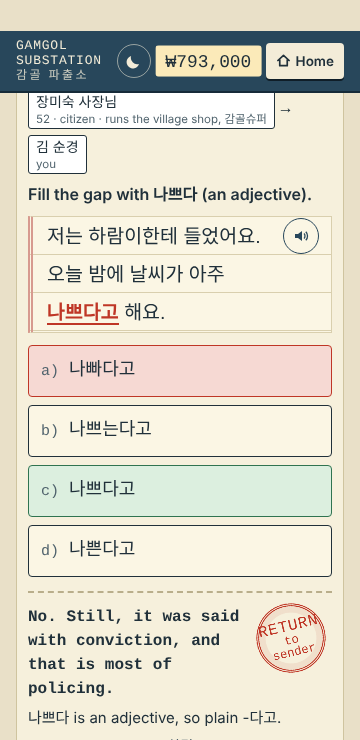 GAMGOL
SUBSTATION
감골 파출소
₩793,000
Home
장미숙 사장님
52 · citizen · runs the village shop, 감골슈퍼
→
김 순경
you
Fill the gap with 나쁘다 (an adjective).
저는 하람이한테 들었어요.
오늘 밤에 날씨가 아주
나쁘다고 해요.
a) 나빠다고
b) 나쁘는다고
c) 나쁘다고
d) 나쁜다고
No. Still, it was said
with conviction, and
that is most of
policing.
RETURN
to
sender
나쁘다 is an adjective, so plain -다고.